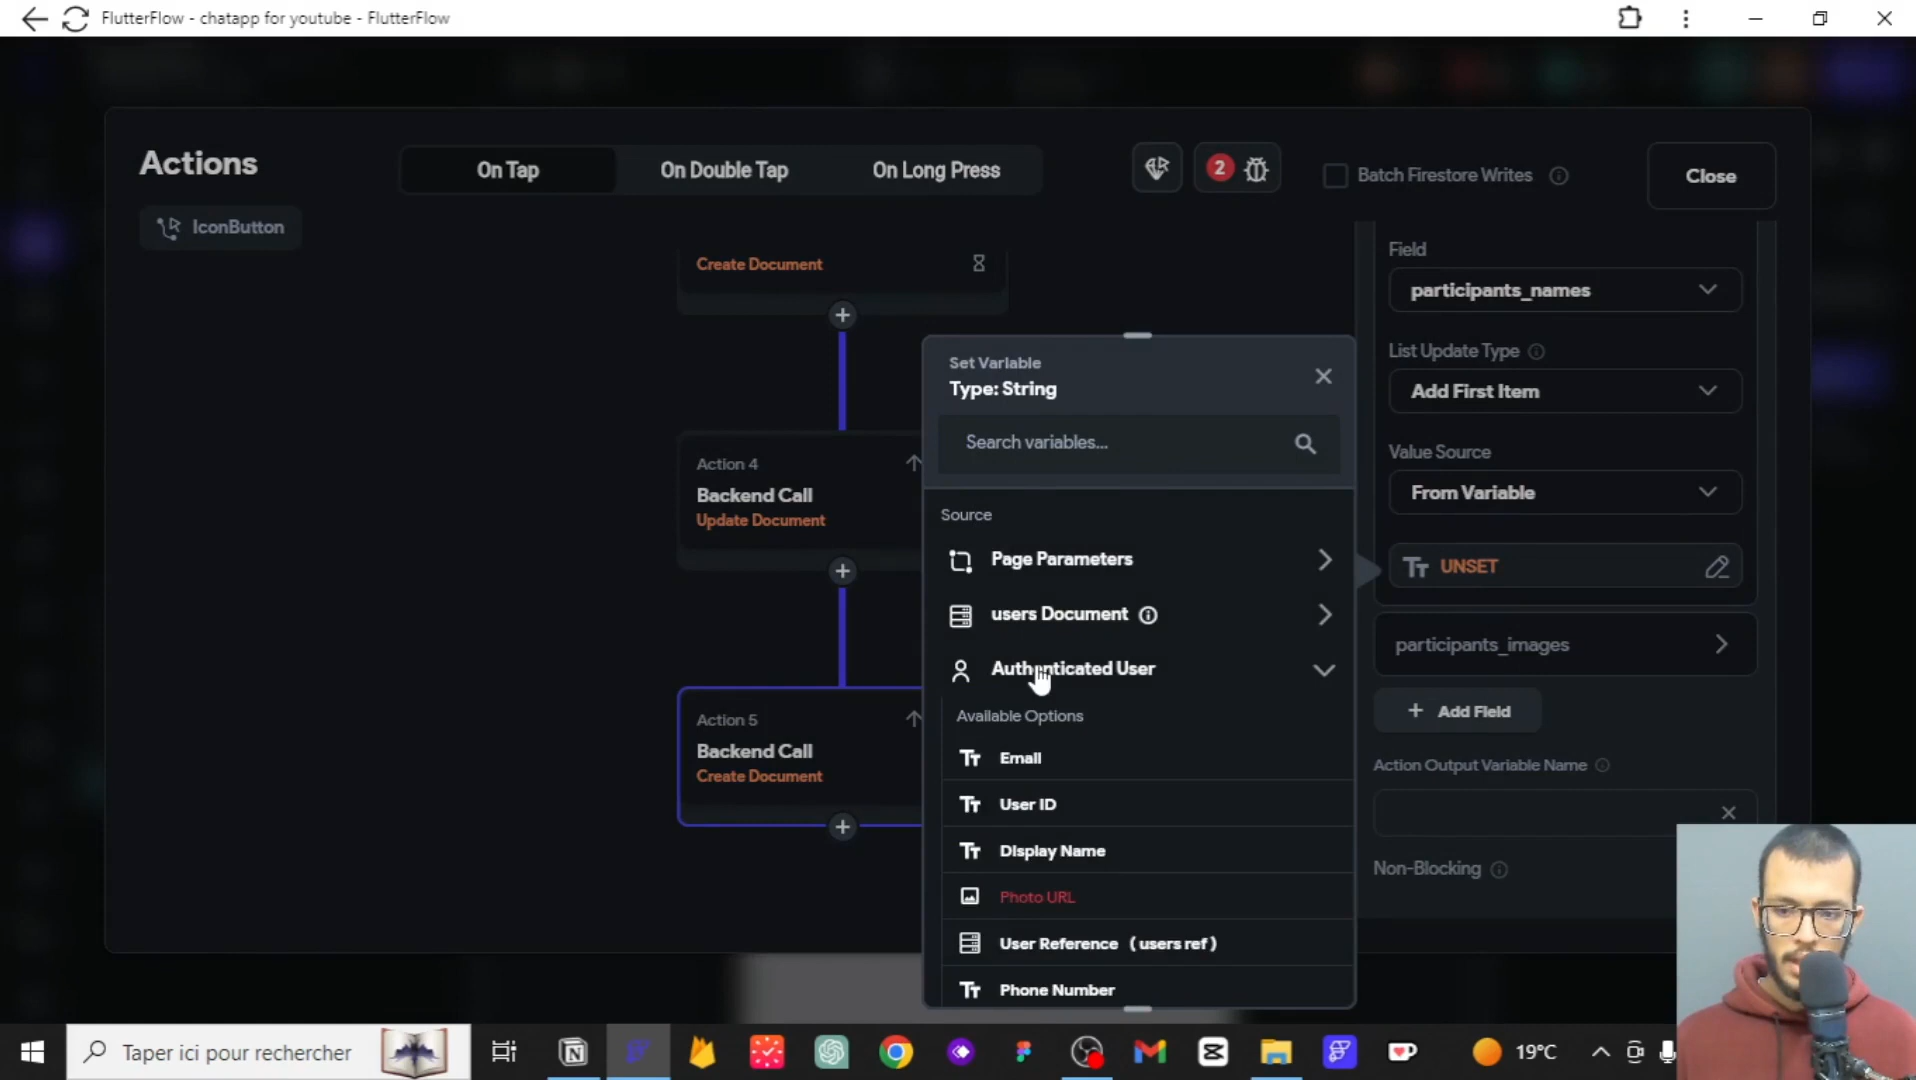 FlutterFlow - chatapp for youtube - FlutterFlow
Actions
On Tap
On Double Tap
On Long Press
2
Batch Firestore Writes
Close
IconButton
Create Document
Action 4
Backend Call
Update Document
Action 5
Backend Call
Create Document
Set Variable
Type: String
Search variables...
Source
Page Parameters
users Document
Authenticated User
Available Options
Email
User ID
Display Name
Photo URL
User Reference ( users ref )
Phone Number
Field
participants_names
List Update Type
Add First Item
Value Source
From Variable
UNSET
participants_images
+ Add Field
Action Output Variable Name
Non-Blocking
Taper ici pour rechercher
19°C